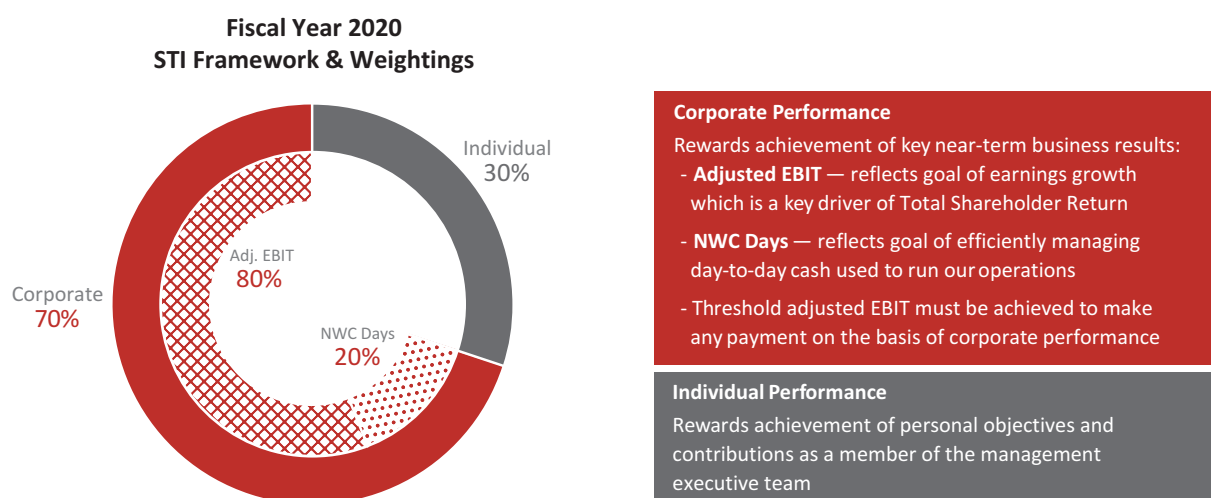 Fiscal Year 2020
STI Framework & Weightings
Individual
30%
Adj. EBIT
80%
Corporate
70%
NWC Days
20%
Corporate Performance
Rewards achievement of key near-term business results:
- Adjusted EBIT — reflects goal of earnings growth
which is a key driver of Total Shareholder Return
- NWC Days — reflects goal of efficiently managing
day-to-day cash used to run our operations
- Threshold adjusted EBIT must be achieved to make
any payment on the basis of corporate performance
Individual Performance
Rewards achievement of personal objectives and
contributions as a member of the management
executive team